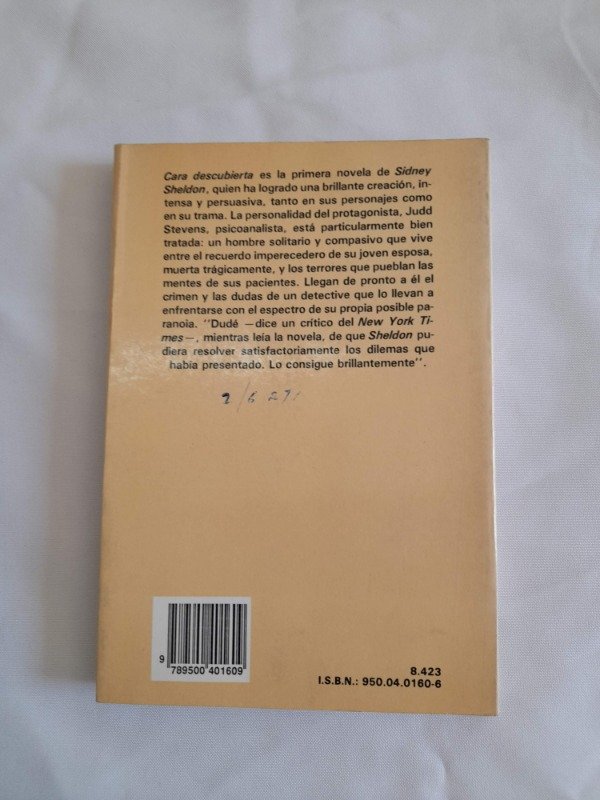 Cara descubierta es la primera novela de Sidney
Sheldon, quien ha logrado una brillante creación, in-
tensa y persuasiva, tanto en sus personajes como
en su trama. La personalidad del protagonista, Judd
Stevens, psicoanalista, está particularmente bien
tratada: un hombre solitario y compasivo que vive
entre el recuerdo imperecedero de su joven esposa,
muerta trágicamente, y los terrores que pueblan las
mentes de sus pacientes. Llegan de pronto a él el
crimen y las dudas de un detective que lo llevan a
enfrentarse con el espectro de su propia posible pa-
ranoia. "Dudé —dice un crítico del New York Ti-
mes—, mientras leía la novela, de que Sheldon pu-
diera resolver satisfactoriamente los dilemas que
había presentado. Lo consigue brillantemente".
9 789500 401609
8.423
I.S.B.N.: 950.04.0160-6